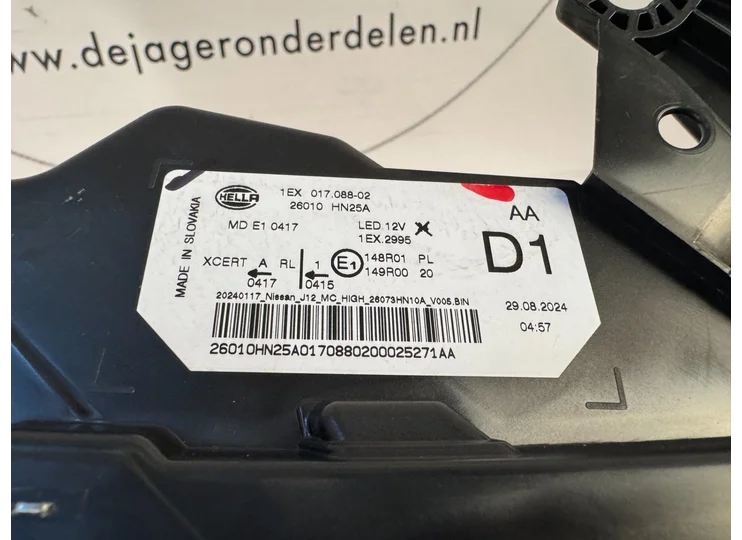 www.dejageronderdelen.nl
HELLA
1EX 017.088-02
26010 HN25A
AA
MADE IN SLOVAKIA
MD E1 0417
LED 12V
1EX.2995
D1
XCERT A RL 1
0417 0415
E1
148R01 PL
149R00 20
20240117_Nissan_J12_MC_HIGH_26073HN10A_V005.BIN
29.08.2024
04:57
26010HN25A0170880200025271AA